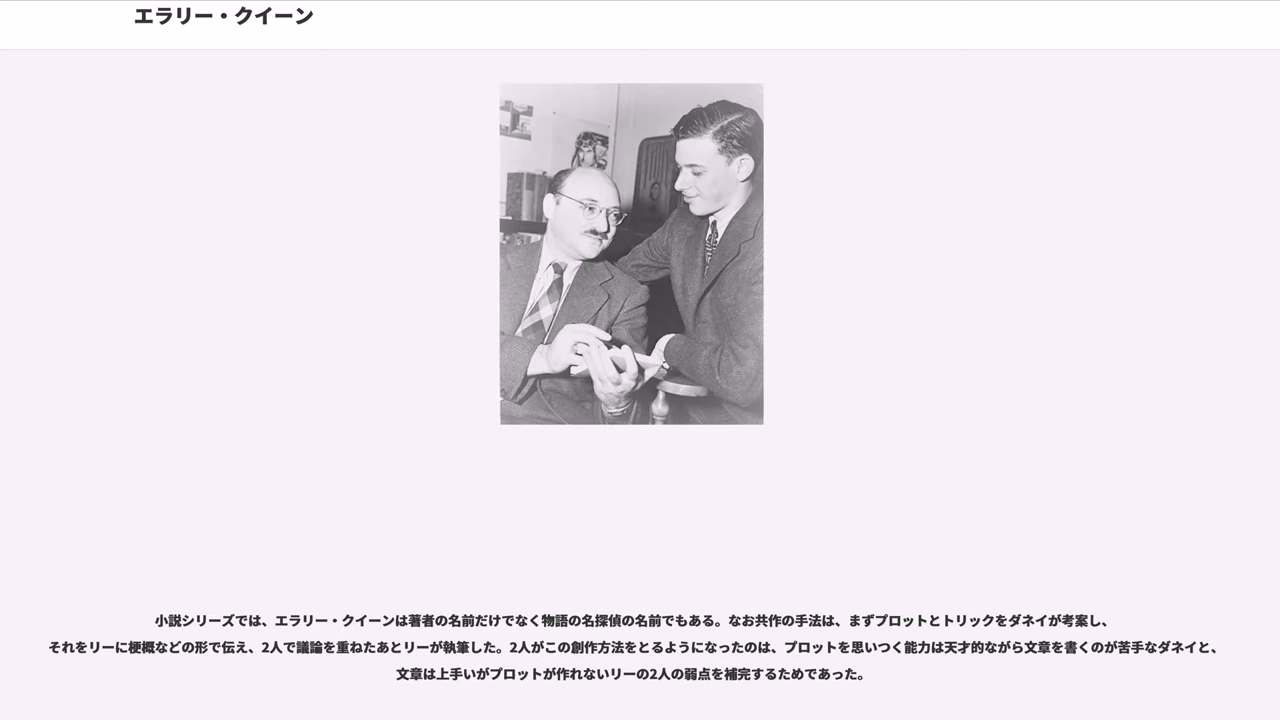 エラリー・クイーン
小説シリーズでは、エラリー・クイーンは著者の名前だけでなく物語の名探偵の名前でもある。なお共作の手法は、まずプロットとトリックをダネイが考案し、
それをリーに梗概などの形で伝え、2人で議論を重ねたあとリーが執筆した。2人がこの創作方法をとるようになったのは、プロットを思いつく能力は天才的ながら文章を書くのが苦手なダネイと、
文章は上手いがプロットが作れないリーの2人の弱点を補完するためであった。